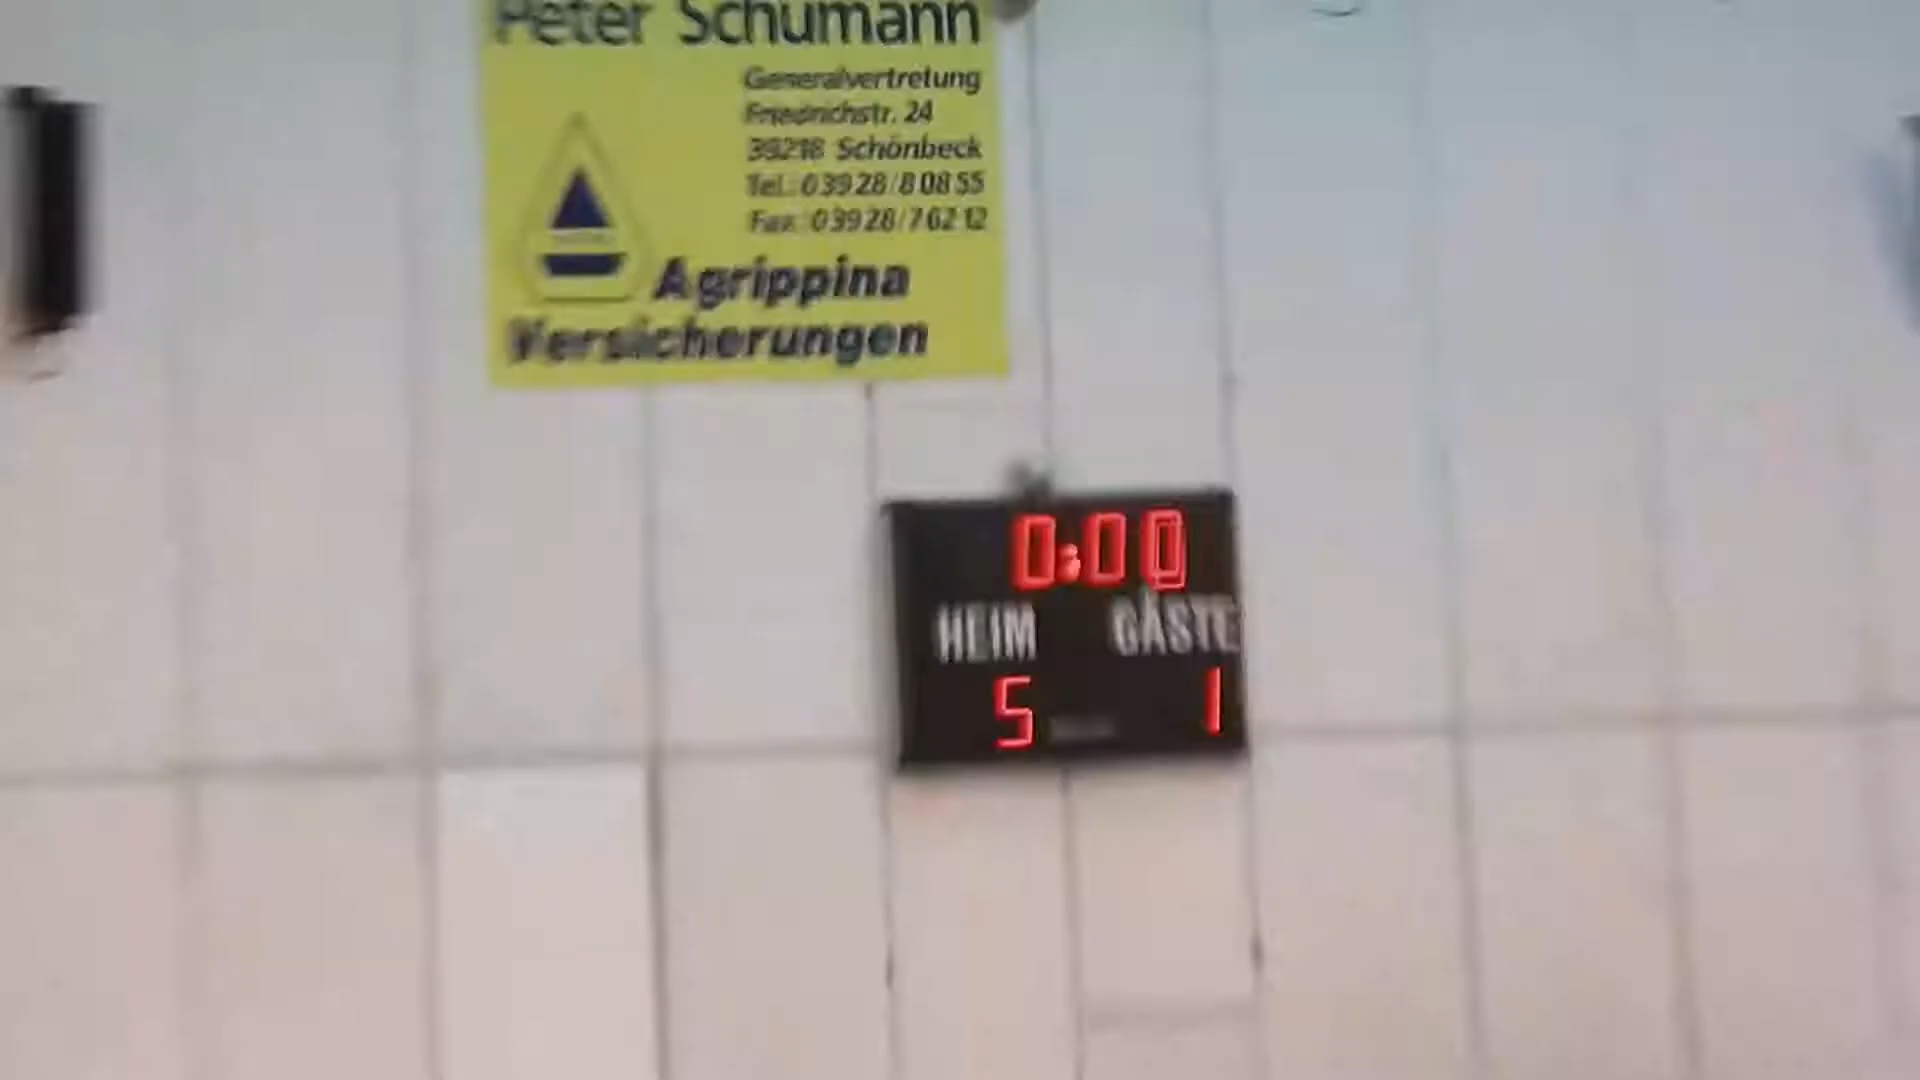 Peter Schumann
Generalvertretung
Friedrichstr. 24
39218 Schönbeck
Tel.: 03928/80855
Fax: 03928/76212
Agrippina
Versicherungen
0:00
HEIM GÄSTE
5 1